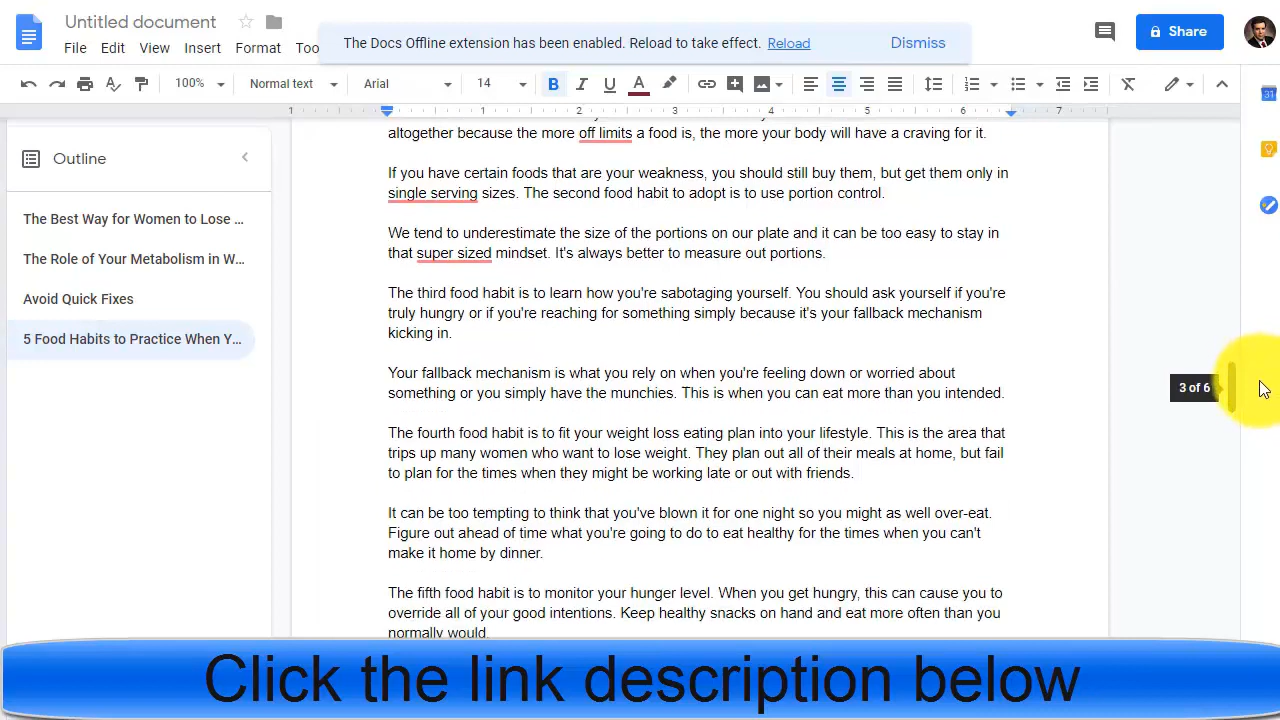 Untitled document
The Docs Offline extension has been enabled. Reload to take effect. Reload Dismiss
File Edit View Insert Format Too
Share
100% Normal text Arial 14
1 1 2 3 4 5 6 7
31
Outline
The Best Way for Women to Lose ...
The Role of Your Metabolism in W...
Avoid Quick Fixes
5 Food Habits to Practice When Y...
altogether because the more off limits a food is, the more your body will have a craving for it.
If you have certain foods that are your weakness, you should still buy them, but get them only in
single serving sizes. The second food habit to adopt is to use portion control.
We tend to underestimate the size of the portions on our plate and it can be too easy to stay in
that super sized mindset. It's always better to measure out portions.
The third food habit is to learn how you're sabotaging yourself. You should ask yourself if you're
truly hungry or if you're reaching for something simply because it's your fallback mechanism
kicking in.
Your fallback mechanism is what you rely on when you're feeling down or worried about
something or you simply have the munchies. This is when you can eat more than you intended.
The fourth food habit is to fit your weight loss eating plan into your lifestyle. This is the area that
trips up many women who want to lose weight. They plan out all of their meals at home, but fail
to plan for the times when they might be working late or out with friends.
It can be too tempting to think that you've blown it for one night so you might as well over-eat.
Figure out ahead of time what you're going to do to eat healthy for the times when you can't
make it home by dinner.
The fifth food habit is to monitor your hunger level. When you get hungry, this can cause you to
override all of your good intentions. Keep healthy snacks on hand and eat more often than you
normally would.
3 of 6
Click the link description below